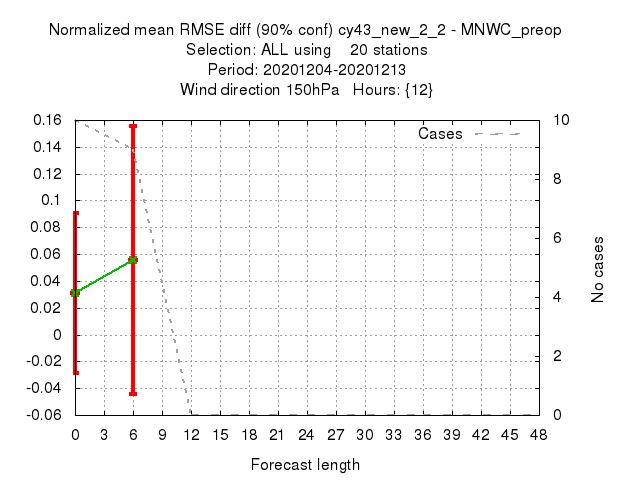 Normalized mean RMSE diff (90% conf) cy43_new_2_2 - MNWC_preop
Selection: ALL using    20 stations
Period: 20201204-20201213
Wind direction 150hPa   Hours: {12}
Cases
0.16
0.14
0.12
0.1
0.08
0.06
0.04
0.02
0
-0.02
-0.04
-0.06
10
8
6
4
2
0
No cases
0 3 6 9 12 15 18 21 24 27 30 33 36 39 42 45 48
Forecast length